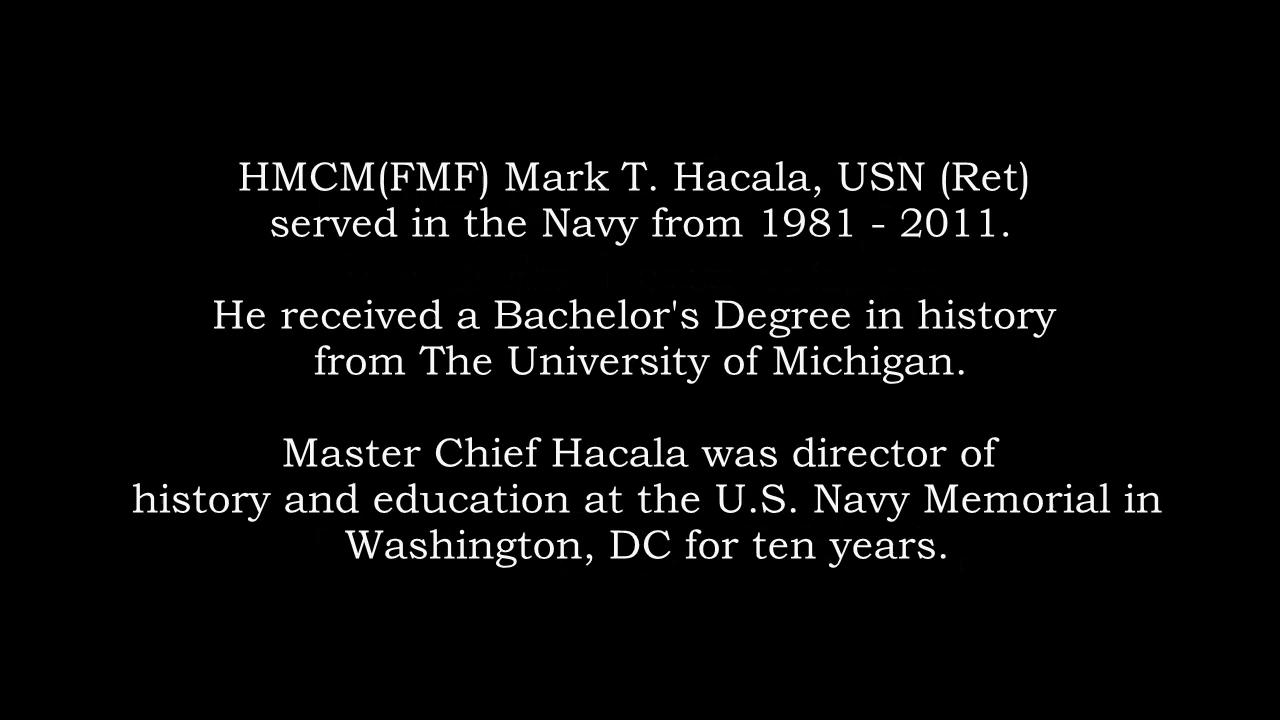 HMCM(FMF) Mark T. Hacala, USN (Ret)
served in the Navy from 1981 - 2011.
He received a Bachelor's Degree in history
from The University of Michigan.
Master Chief Hacala was director of
history and education at the U.S. Navy Memorial in
Washington, DC for ten years.